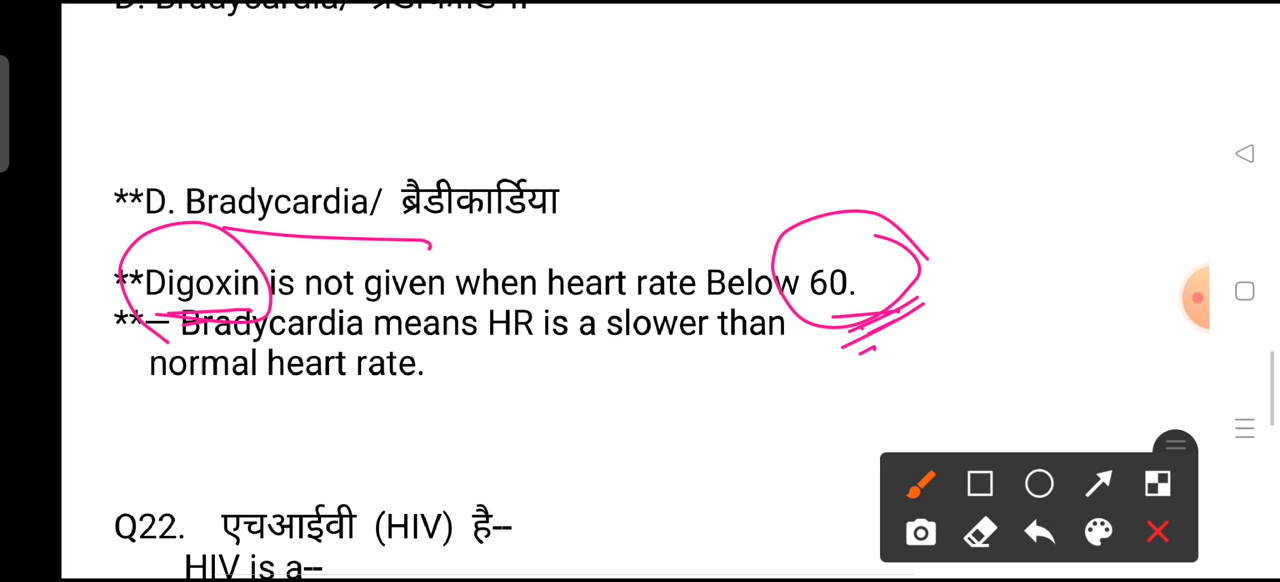 D. Bradycardia/ ब्रैडीकार्डिया
**D. Bradycardia/ ब्रैडीकार्डिया
**Digoxin is not given when heart rate Below 60.
**– Bradycardia means HR is a slower than
normal heart rate.
Q22. एचआईवी (HIV) है--
HIV is a--